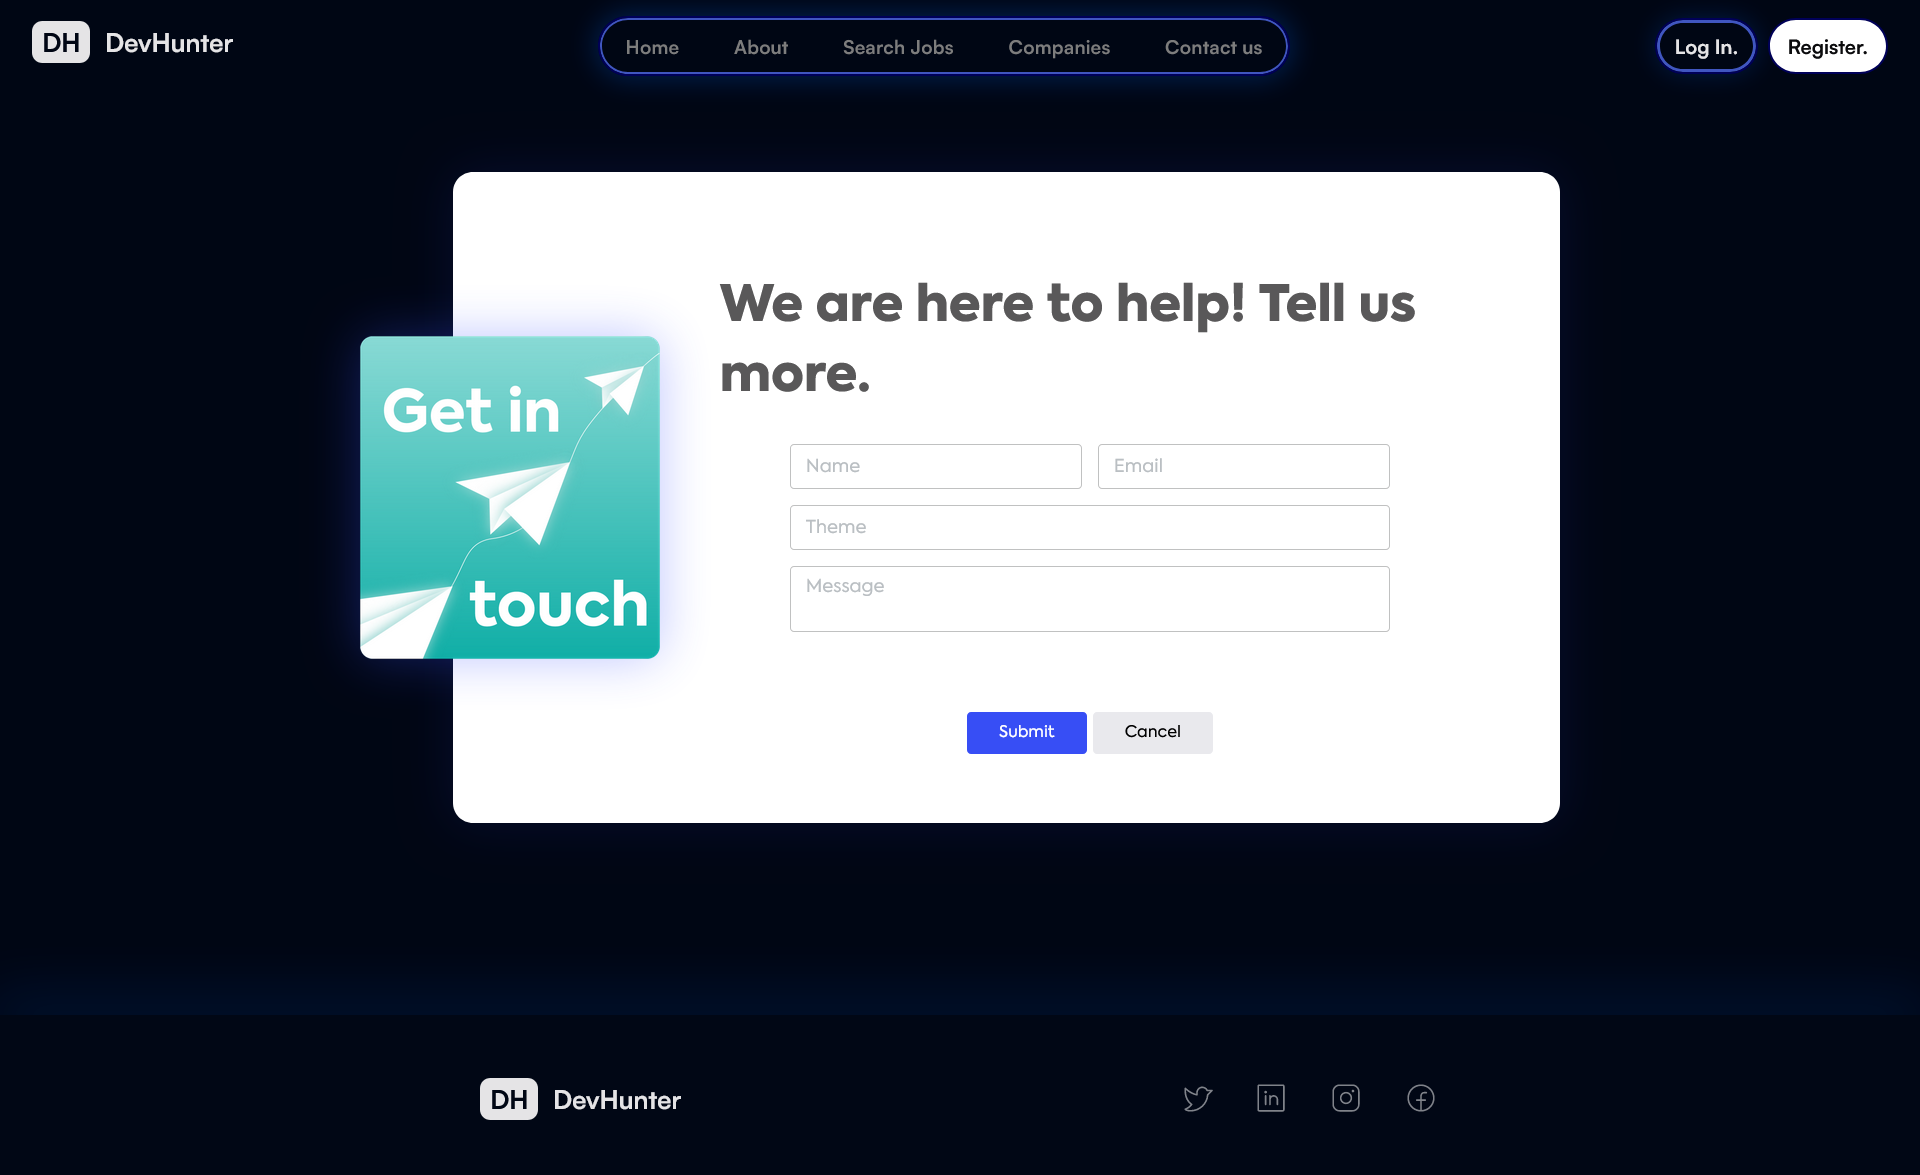 DH DevHunter
Home About Search Jobs Companies Contact us
Log In. Register.
We are here to help! Tell us
more.
Get in
touch
Name Email
Theme
Message
Submit Cancel
DH DevHunter
in